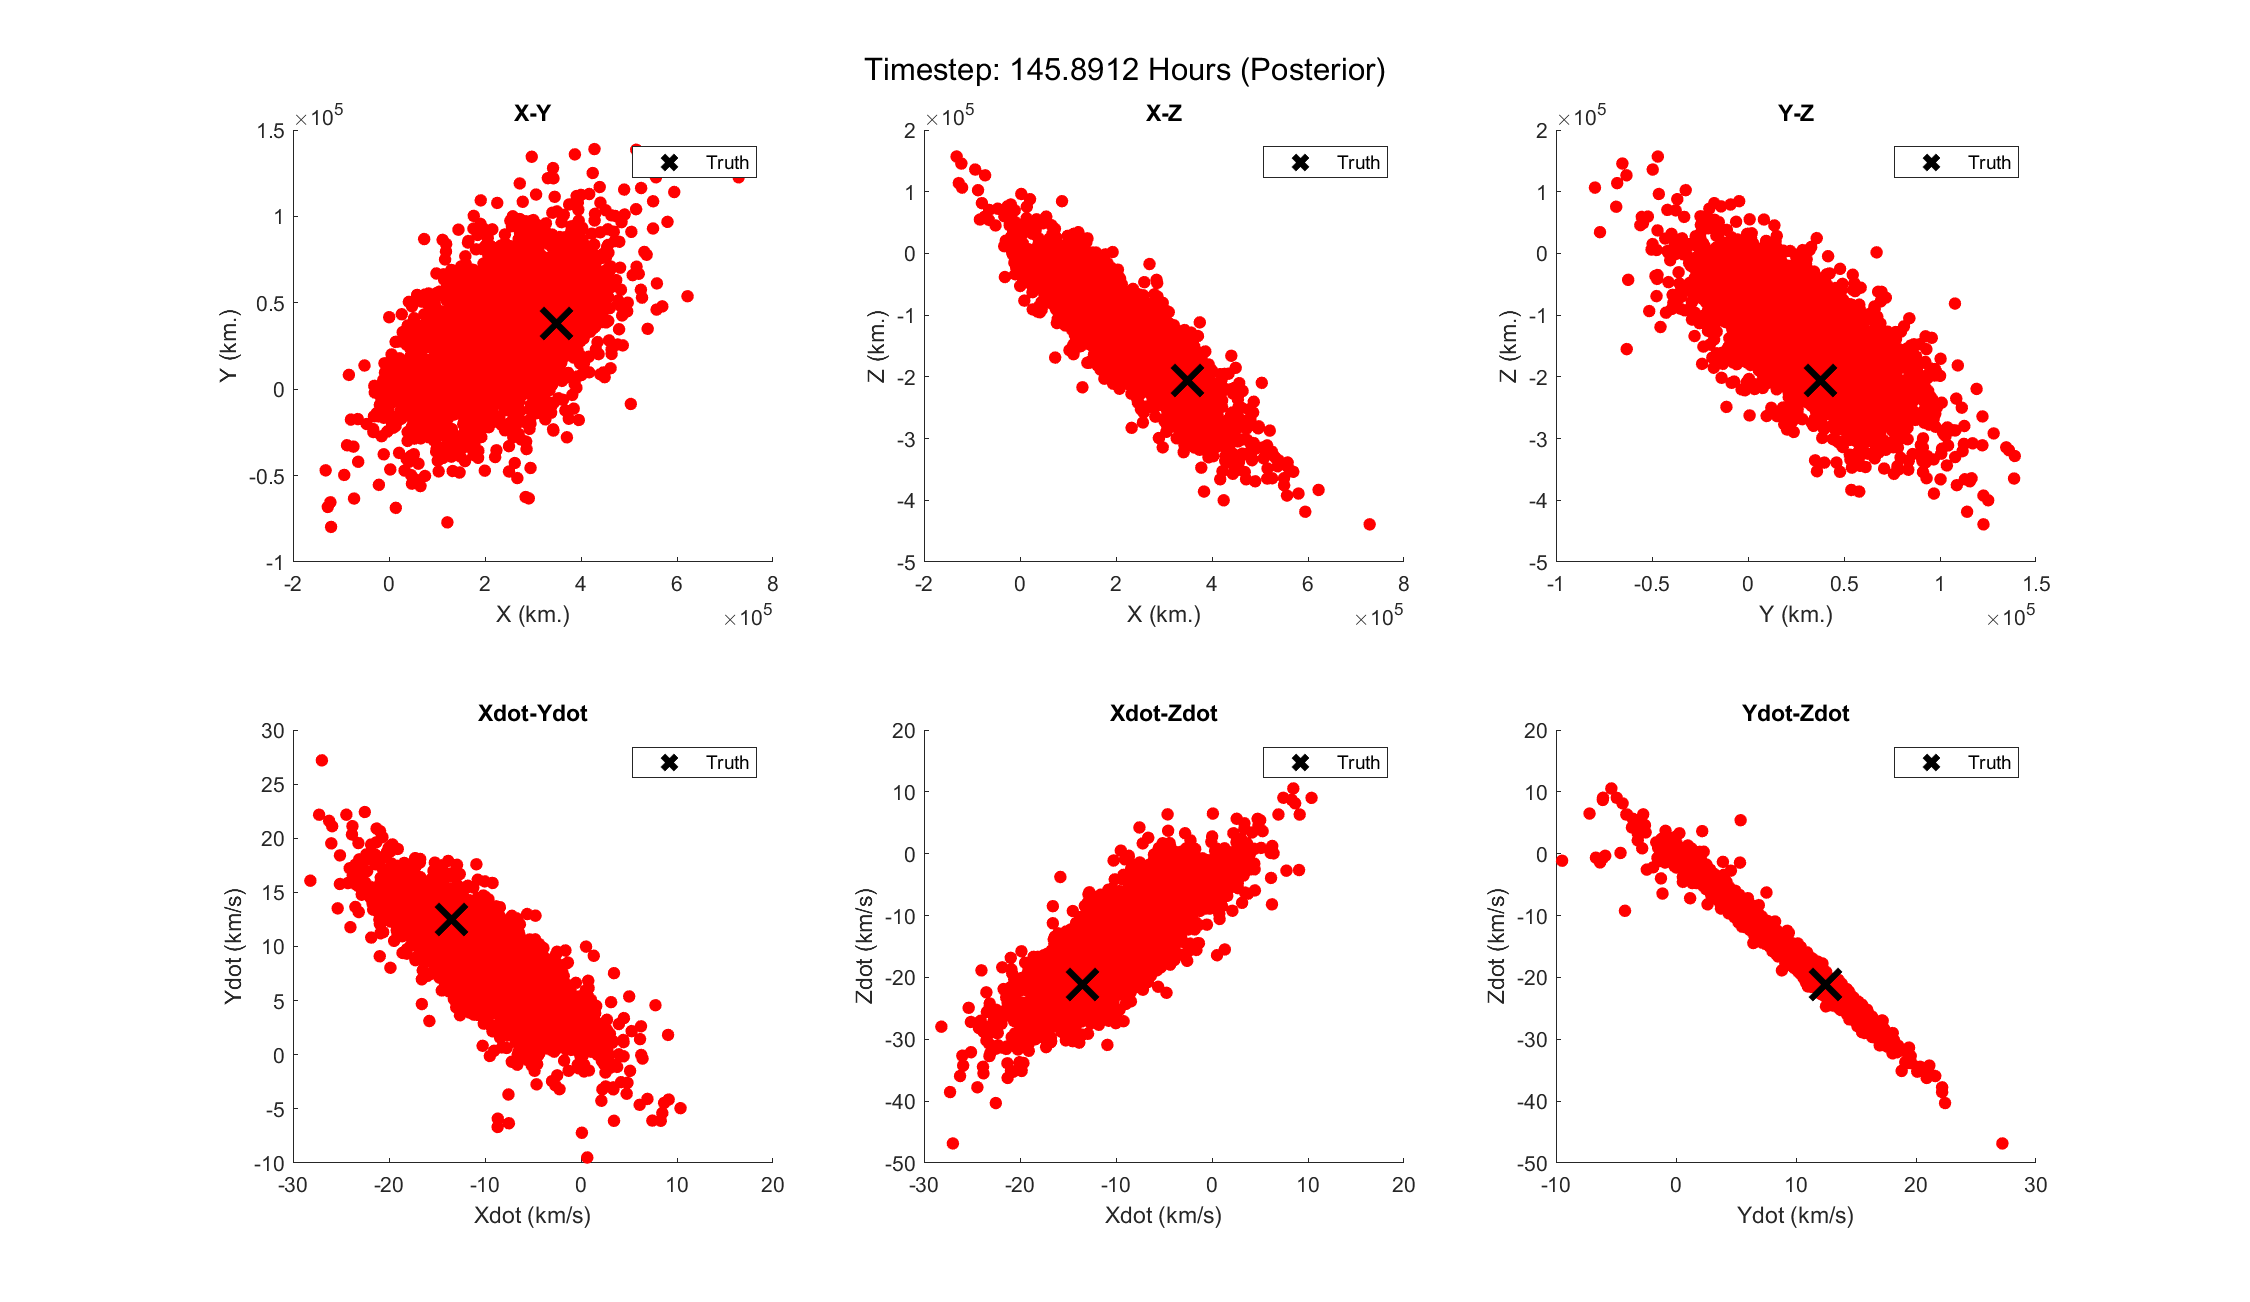 Timestep: 145.8912 Hours (Posterior)
X-Y
×10^5
1.5
1
0.5
0
-0.5
-1
Y (km.)
-2 0 2 4 6 8
X (km.)
×10^5
Truth
X-Z
×10^5
2
1
0
-1
-2
-3
-4
-5
Z (km.)
-2 0 2 4 6 8
X (km.)
×10^5
Truth
Y-Z
×10^5
2
1
0
-1
-2
-3
-4
-5
Z (km.)
-1 -0.5 0 0.5 1 1.5
Y (km.)
×10^5
Truth
Xdot-Ydot
30
25
20
15
10
5
0
-5
-10
Ydot (km/s)
-30 -20 -10 0 10 20
Xdot (km/s)
Truth
Xdot-Zdot
20
10
0
-10
-20
-30
-40
-50
Zdot (km/s)
-30 -20 -10 0 10 20
Xdot (km/s)
Truth
Ydot-Zdot
20
10
0
-10
-20
-30
-40
-50
Zdot (km/s)
-10 0 10 20 30
Ydot (km/s)
Truth